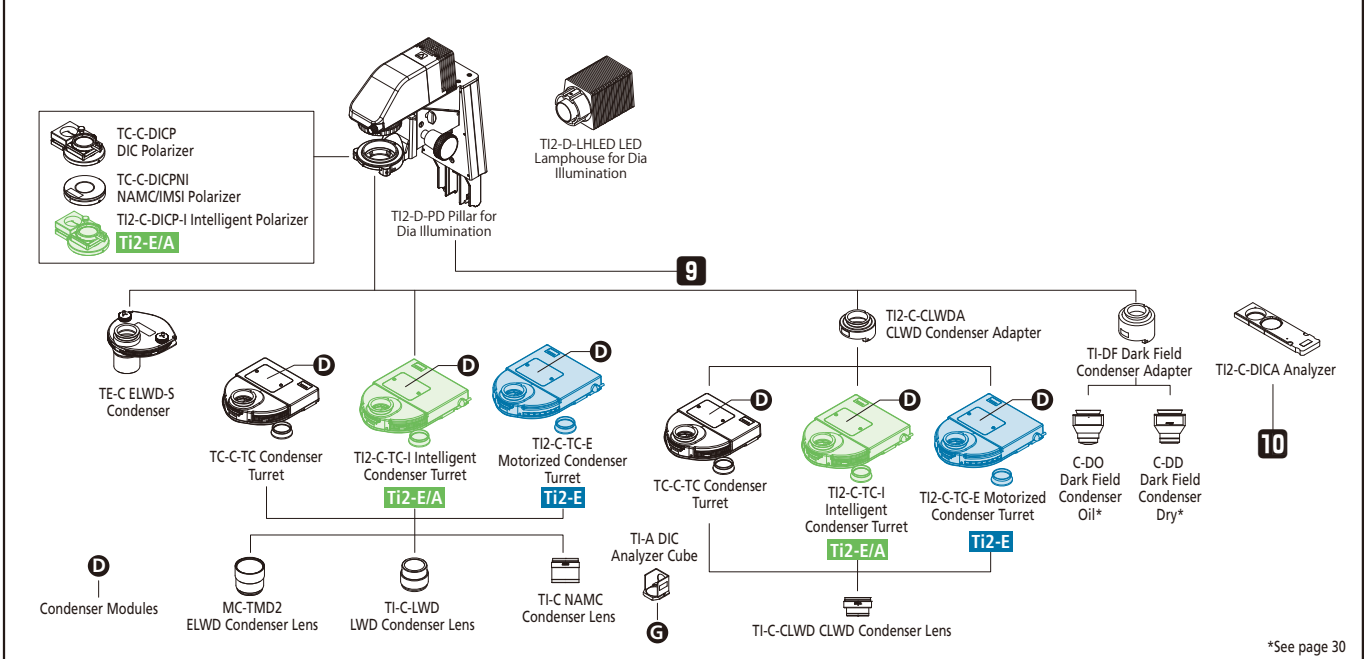 TC-C-DICP
DIC Polarizer
TC-C-DICPNI
NAMC/IMSI Polarizer
TI2-C-DICP-I Intelligent Polarizer
Ti2-E/A
TI2-D-LHLED LED
Lamphouse for Dia
Illumination
TI2-D-PD Pillar for
Dia Illumination
9
TE-C ELWD-S
Condenser
D
TC-C-TC Condenser
Turret
D
TI2-C-TC-I Intelligent
Condenser Turret
Ti2-E/A
D
TI2-C-TC-E
Motorized Condenser
Turret
Ti2-E
TI2-C-CLWDA
CLWD Condenser Adapter
D
TC-C-TC Condenser
Turret
D
TI2-C-TC-I
Intelligent
Condenser Turret
Ti2-E/A
D
TI2-C-TC-E Motorized
Condenser Turret
Ti2-E
TI-DF Dark Field
Condenser Adapter
C-DO
Dark Field
Condenser
Oil*
C-DD
Dark Field
Condenser
Dry*
TI2-C-DICA Analyzer
10
D
Condenser Modules
MC-TMD2
ELWD Condenser Lens
TI-C-LWD
LWD Condenser Lens
TI-C NAMC
Condenser Lens
TI-A DIC
Analyzer Cube
G
TI-C-CLWD CLWD Condenser Lens
*See page 30